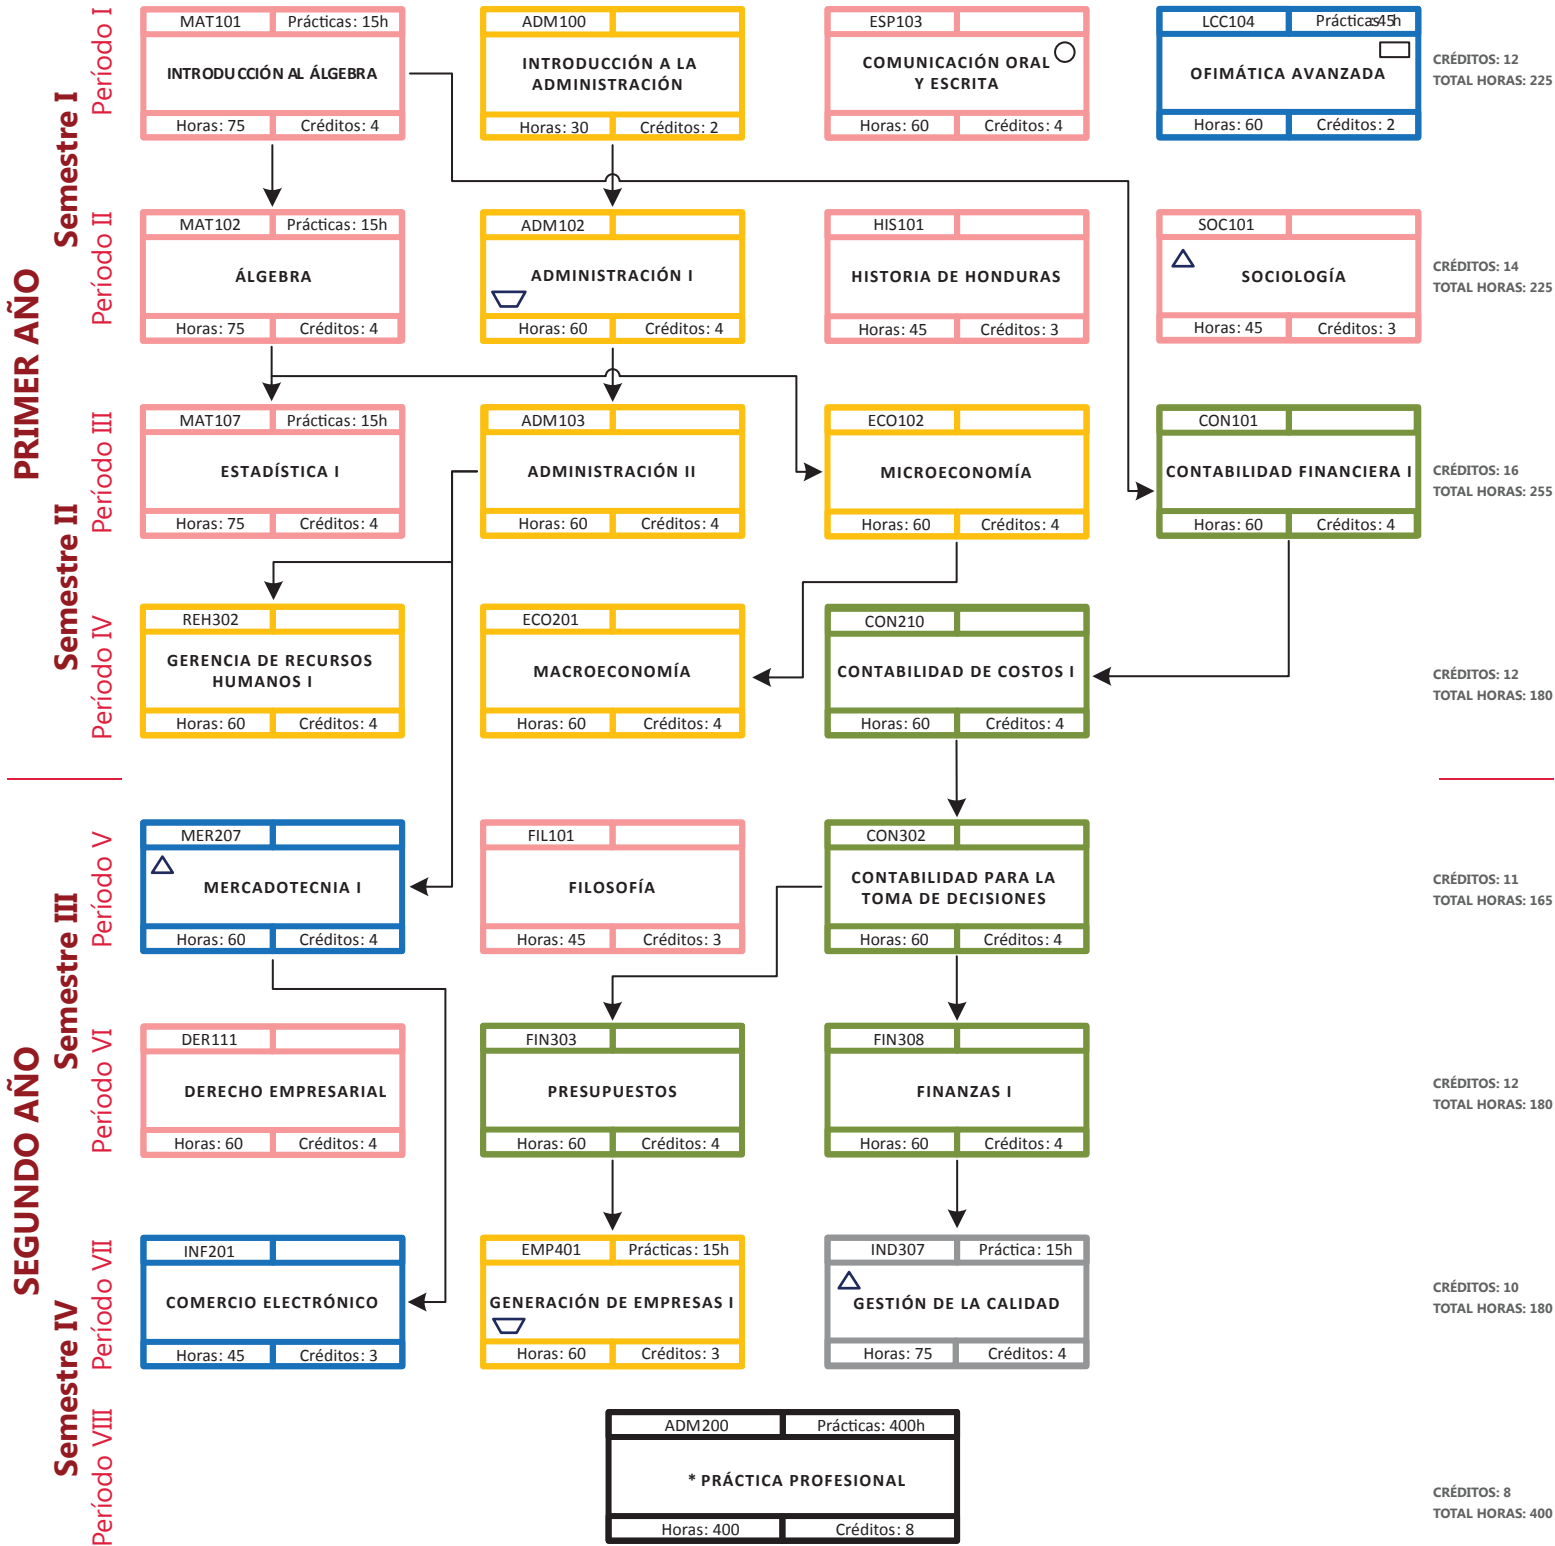 PRIMER AÑO
Semestre I
Período I
MAT101 Prácticas: 15h
INTRODUCCIÓN AL ÁLGEBRA
Horas: 75 Créditos: 4
ADM100
INTRODUCCIÓN A LA
ADMINISTRACIÓN
Horas: 30 Créditos: 2
ESP103
COMUNICACIÓN ORAL
Y ESCRITA
Horas: 60 Créditos: 4
LCC104 Prácticas:45h
OFIMÁTICA AVANZADA
Horas: 60 Créditos: 2
CRÉDITOS: 12
TOTAL HORAS: 225
Período II
MAT102 Prácticas: 15h
ÁLGEBRA
Horas: 75 Créditos: 4
ADM102
ADMINISTRACIÓN I
Horas: 60 Créditos: 4
HIS101
HISTORIA DE HONDURAS
Horas: 45 Créditos: 3
SOC101
SOCIOLOGÍA
Horas: 45 Créditos: 3
CRÉDITOS: 14
TOTAL HORAS: 225
Semestre II
Período III
MAT107 Prácticas: 15h
ESTADÍSTICA I
Horas: 75 Créditos: 4
ADM103
ADMINISTRACIÓN II
Horas: 60 Créditos: 4
ECO102
MICROECONOMÍA
Horas: 60 Créditos: 4
CON101
CONTABILIDAD FINANCIERA I
Horas: 60 Créditos: 4
CRÉDITOS: 16
TOTAL HORAS: 255
Período IV
REH302
GERENCIA DE RECURSOS
HUMANOS I
Horas: 60 Créditos: 4
ECO201
MACROECONOMÍA
Horas: 60 Créditos: 4
CON210
CONTABILIDAD DE COSTOS I
Horas: 60 Créditos: 4
CRÉDITOS: 12
TOTAL HORAS: 180
SEGUNDO AÑO
Semestre III
Período V
MER207
MERCADOTECNIA I
Horas: 60 Créditos: 4
FIL101
FILOSOFÍA
Horas: 45 Créditos: 3
CON302
CONTABILIDAD PARA LA
TOMA DE DECISIONES
Horas: 60 Créditos: 4
CRÉDITOS: 11
TOTAL HORAS: 165
Período VI
DER111
DERECHO EMPRESARIAL
Horas: 60 Créditos: 4
FIN303
PRESUPUESTOS
Horas: 60 Créditos: 4
FIN308
FINANZAS I
Horas: 60 Créditos: 4
CRÉDITOS: 12
TOTAL HORAS: 180
Semestre IV
Período VII
INF201
COMERCIO ELECTRÓNICO
Horas: 45 Créditos: 3
EMP401 Prácticas: 15h
GENERACIÓN DE EMPRESAS I
Horas: 60 Créditos: 3
IND307 Práctica: 15h
GESTIÓN DE LA CALIDAD
Horas: 75 Créditos: 4
CRÉDITOS: 10
TOTAL HORAS: 180
Período VIII
ADM200 Prácticas: 400h
* PRÁCTICA PROFESIONAL
Horas: 400 Créditos: 8
CRÉDITOS: 8
TOTAL HORAS: 400